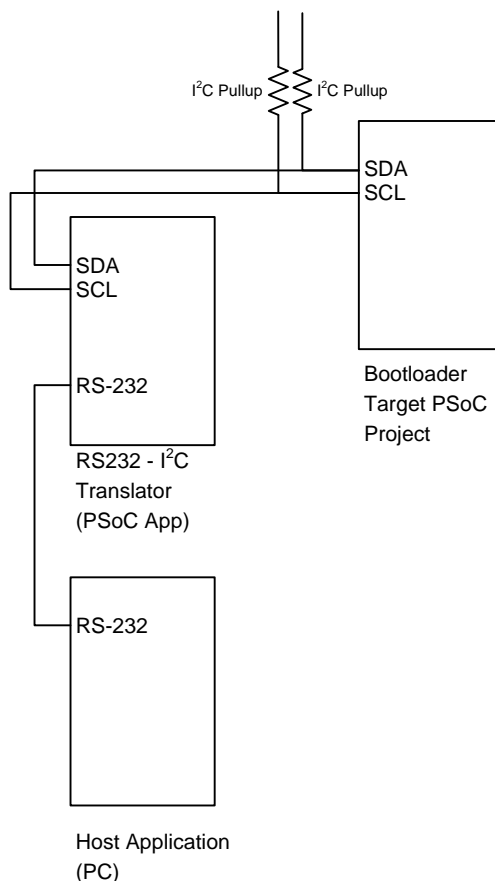 I²C Pullup
I²C Pullup
SDA
SCL
SDA
SCL
RS-232
Bootloader
Target PSoC
Project
RS232 - I²C
Translator
(PSoC App)
RS-232
Host Application
(PC)